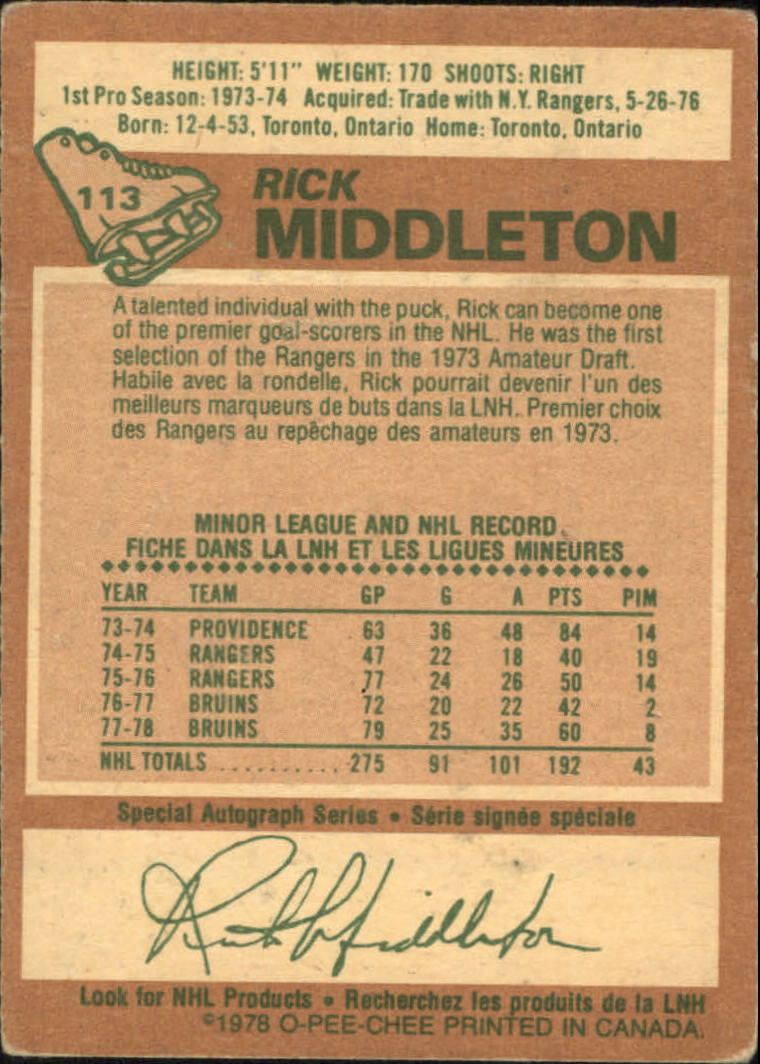 HEIGHT: 5'11" WEIGHT: 170 SHOOTS: RIGHT
1st Pro Season: 1973-74 Acquired: Trade with N.Y. Rangers, 5-26-76
Born: 12-4-53, Toronto, Ontario Home: Toronto, Ontario
113
RICK
MIDDLETON
A talented individual with the puck, Rick can become one
of the premier goal-scorers in the NHL. He was the first
selection of the Rangers in the 1973 Amateur Draft.
Habile avec la rondelle, Rick pourrait devenir l'un des
meilleurs marqueurs de buts dans la LNH. Premier choix
des Rangers au repêchage des amateurs en 1973.
MINOR LEAGUE AND NHL RECORD
FICHE DANS LA LNH ET LES LIGUES MINEURES
YEAR TEAM GP G A PTS PIM
73-74 PROVIDENCE 63 36 48 84 14
74-75 RANGERS 47 22 18 40 19
75-76 RANGERS 77 24 26 50 14
76-77 BRUINS 72 20 22 42 2
77-78 BRUINS 79 25 35 60 8
NHL TOTALS .......... 275 91 101 192 43
Special Autograph Series • Série signée spéciale
Rick Middleton
Look for NHL Products • Recherchez les produits de la LNH
©1978 O-PEE-CHEE PRINTED IN CANADA.